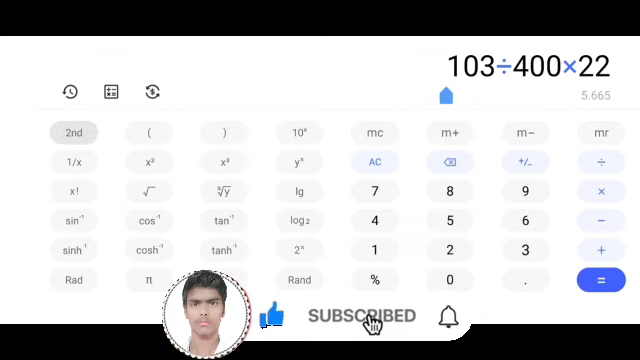 103÷400×22
5.665
2nd ( ) 10ˣ mc m+ m− mr
1/x x² x³ yˣ AC +/− ÷
x! √ ˣ√y lg 7 8 9 ×
sin⁻¹ cos⁻¹ tan⁻¹ log₂ 4 5 6 −
sinh⁻¹ cosh⁻¹ tanh⁻¹ 2ˣ 1 2 3 +
Rad π Rand % 0 . =
SUBSCRIBED